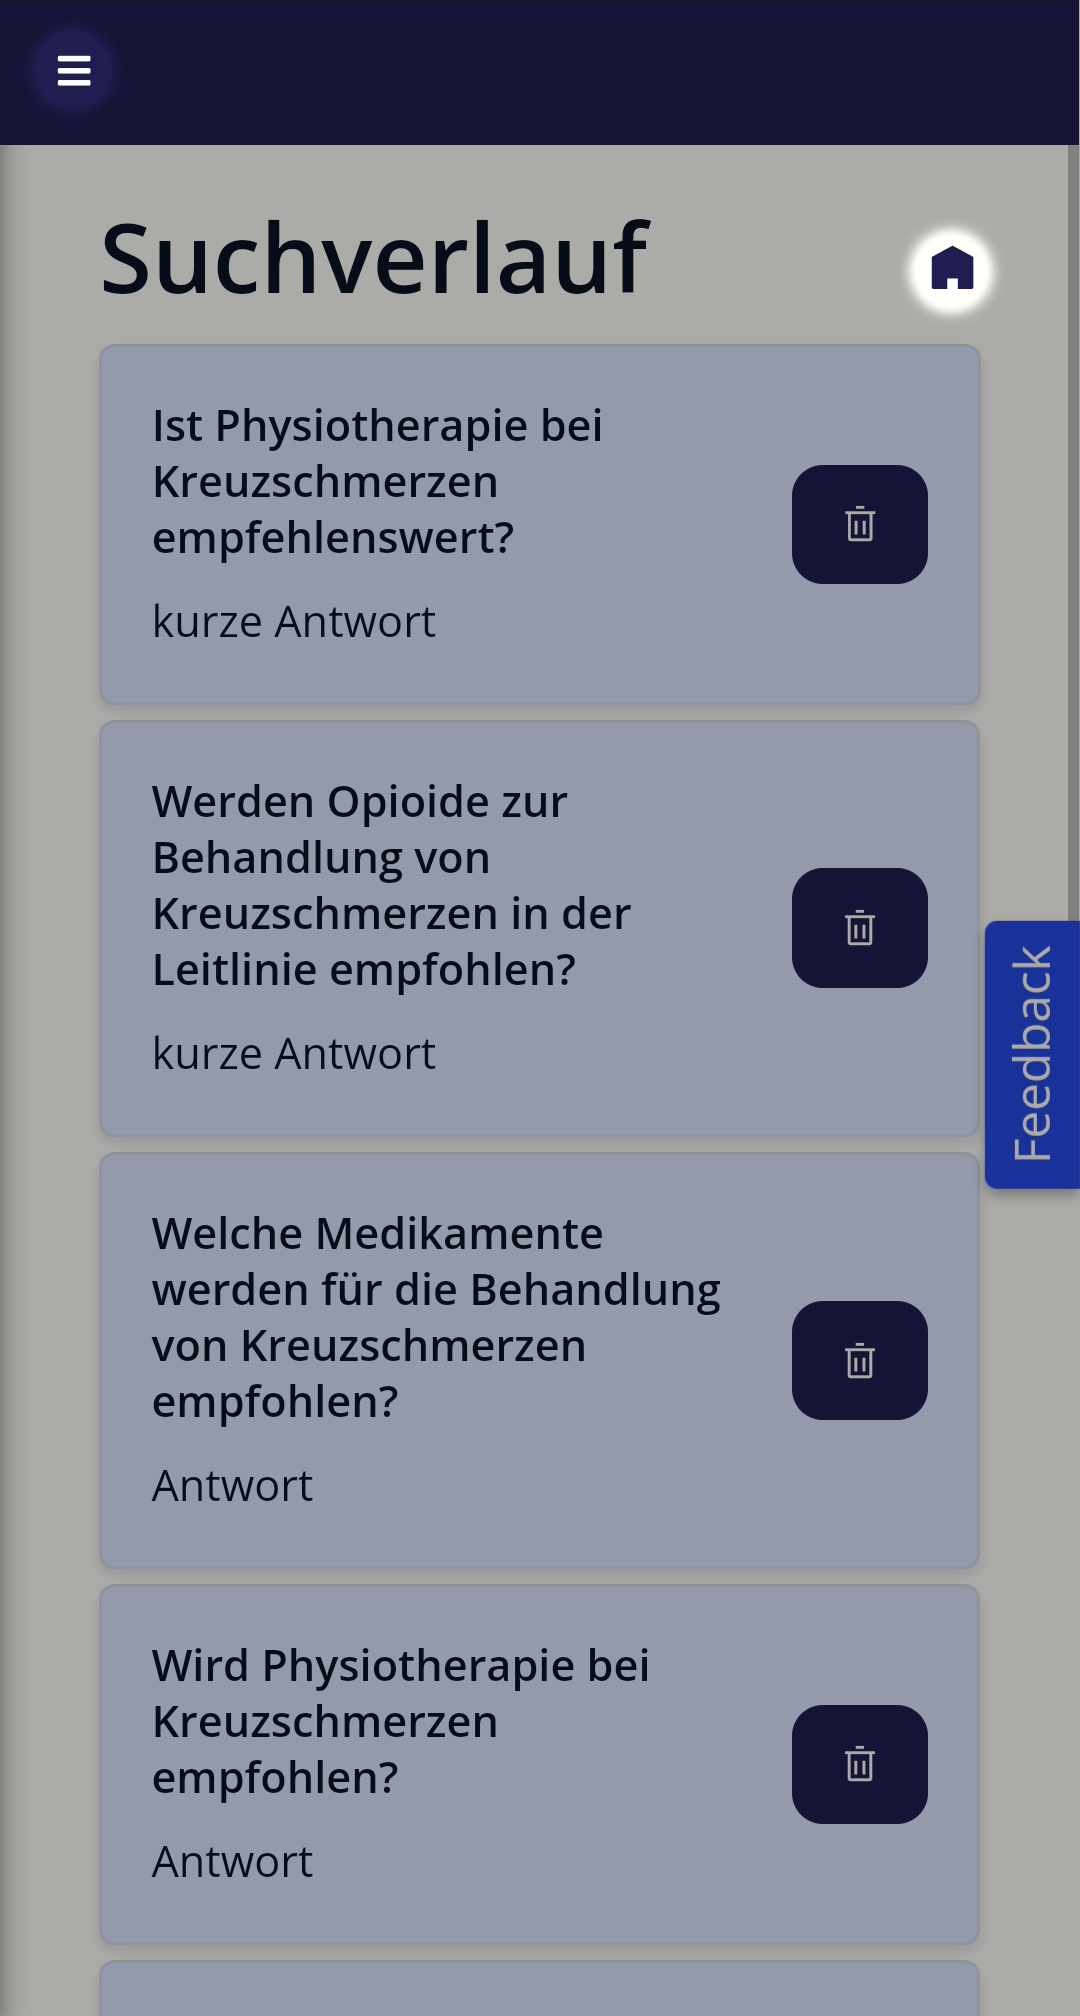 Suchverlauf
Ist Physiotherapie bei
Kreuzschmerzen
empfehlenswert?
kurze Antwort
Werden Opioide zur
Behandlung von
Kreuzschmerzen in der
Leitlinie empfohlen?
kurze Antwort
Feedback
Welche Medikamente
werden für die Behandlung
von Kreuzschmerzen
empfohlen?
Antwort
Wird Physiotherapie bei
Kreuzschmerzen
empfohlen?
Antwort